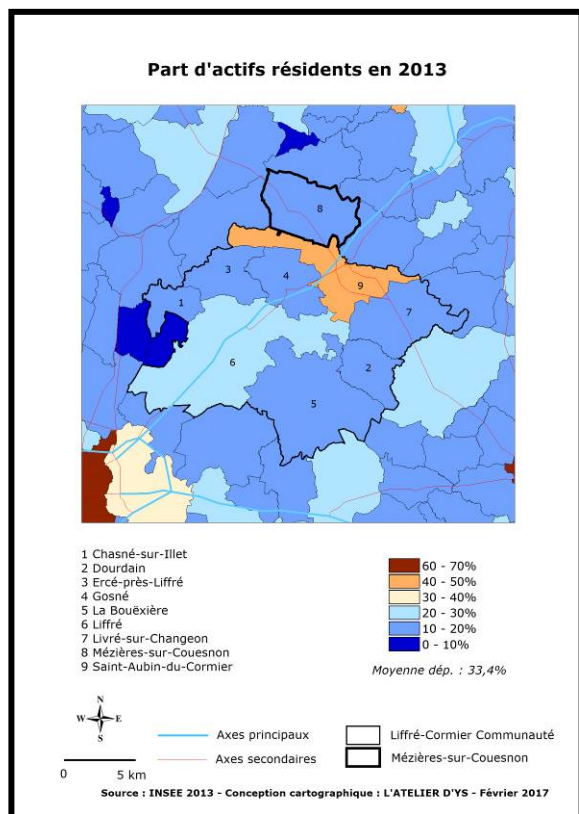 Part d'actifs résidents en 2013
8
3
4
9
1
7
2
6
5
1 Chasné-sur-Illet
2 Dourdain
3 Ercé-près-Liffré
4 Gosné
5 La Bouëxière
6 Liffré
7 Livré-sur-Changeon
8 Mézières-sur-Couesnon
9 Saint-Aubin-du-Cormier
60 - 70%
40 - 50%
30 - 40%
20 - 30%
10 - 20%
0 - 10%
Moyenne dép. : 33,4%
N
W E
S
0 5 km
Axes principaux
Axes secondaires
Liffré-Cormier Communauté
Mézières-sur-Couesnon
Source : INSEE 2013 - Conception cartographique : L'ATELIER D'YS - Février 2017